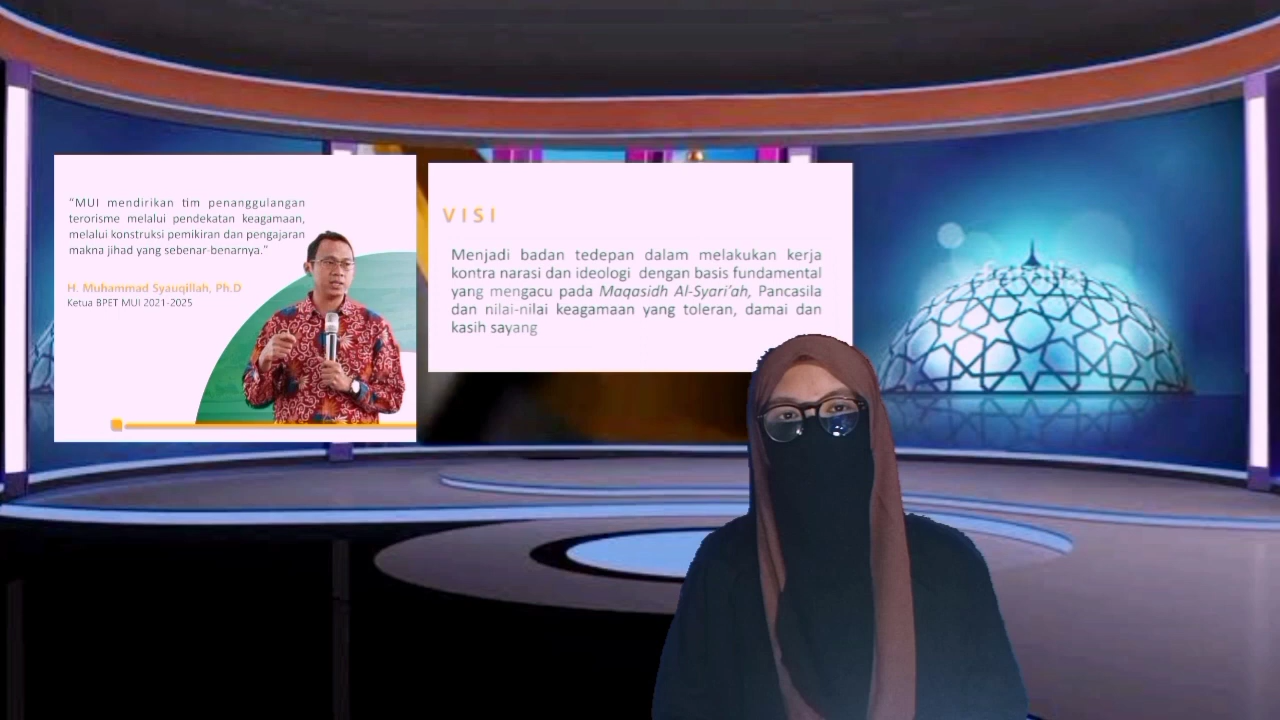 “MUI mendirikan tim penanggulangan
terorisme melalui pendekatan keagamaan,
melalui konstruksi pemikiran dan pengajaran
makna jihad yang sebenar-benarnya.”
H. Muhammad Syauqillah, Ph.D
Ketua BPET MUI 2021-2025
VISI
Menjadi badan tedepan dalam melakukan kerja
kontra narasi dan ideologi dengan basis fundamental
yang mengacu pada Maqasidh Al-Syari’ah, Pancasila
dan nilai-nilai keagamaan yang toleran, damai dan
kasih sayang